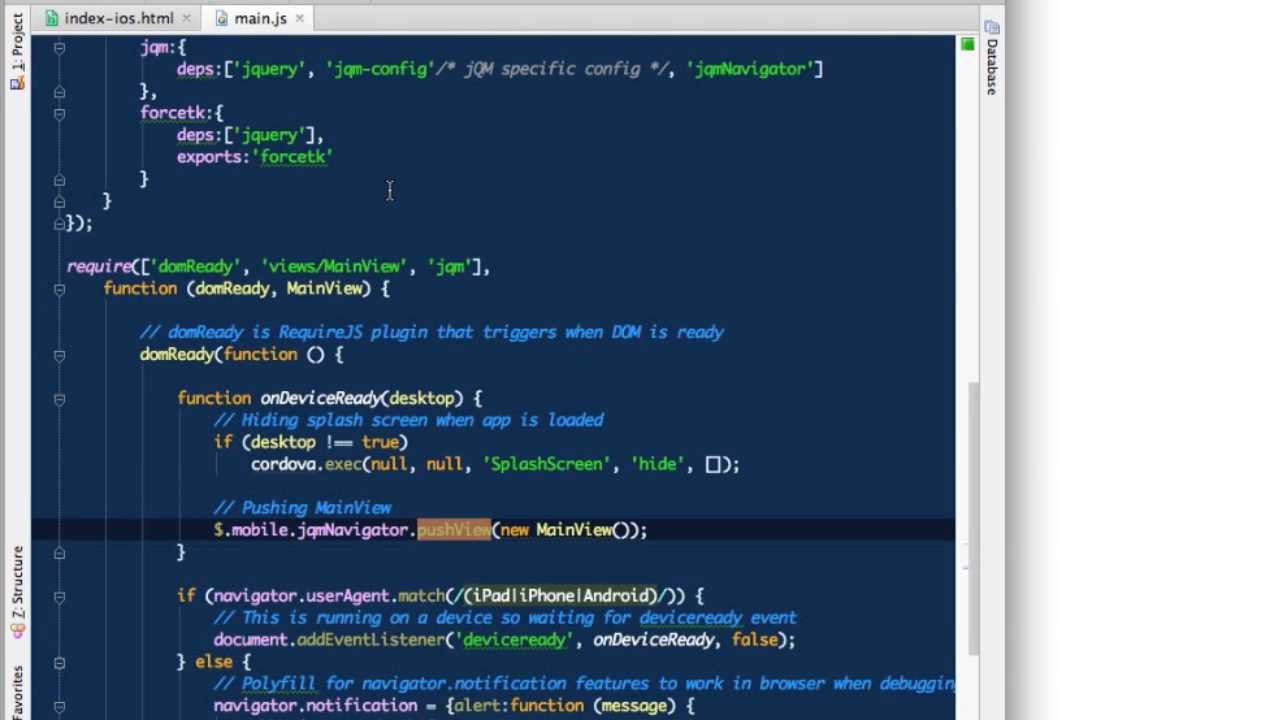 index-ios.html
main.js
1: Project
Database
jqm:{
deps:['jquery', 'jqm-config'/* jQM specific config */, 'jqmNavigator']
},
forcetk:{
deps:['jquery'],
exports:'forcetk'
}
}
});
require(['domReady', 'views/MainView', 'jqm'],
function (domReady, MainView) {
// domReady is RequireJS plugin that triggers when DOM is ready
domReady(function () {
function onDeviceReady(desktop) {
// Hiding splash screen when app is loaded
if (desktop !== true)
cordova.exec(null, null, 'SplashScreen', 'hide', []);
// Pushing MainView
$.mobile.jqmNavigator.pushView(new MainView());
}
if (navigator.userAgent.match(/(iPad|iPhone|Android)/)) {
// This is running on a device so waiting for deviceready event
document.addEventListener('deviceready', onDeviceReady, false);
} else {
// Polyfill for navigator.notification features to work in browser when debugging
navigator.notification = {alert:function (message) {
Z: Structure
Favorites